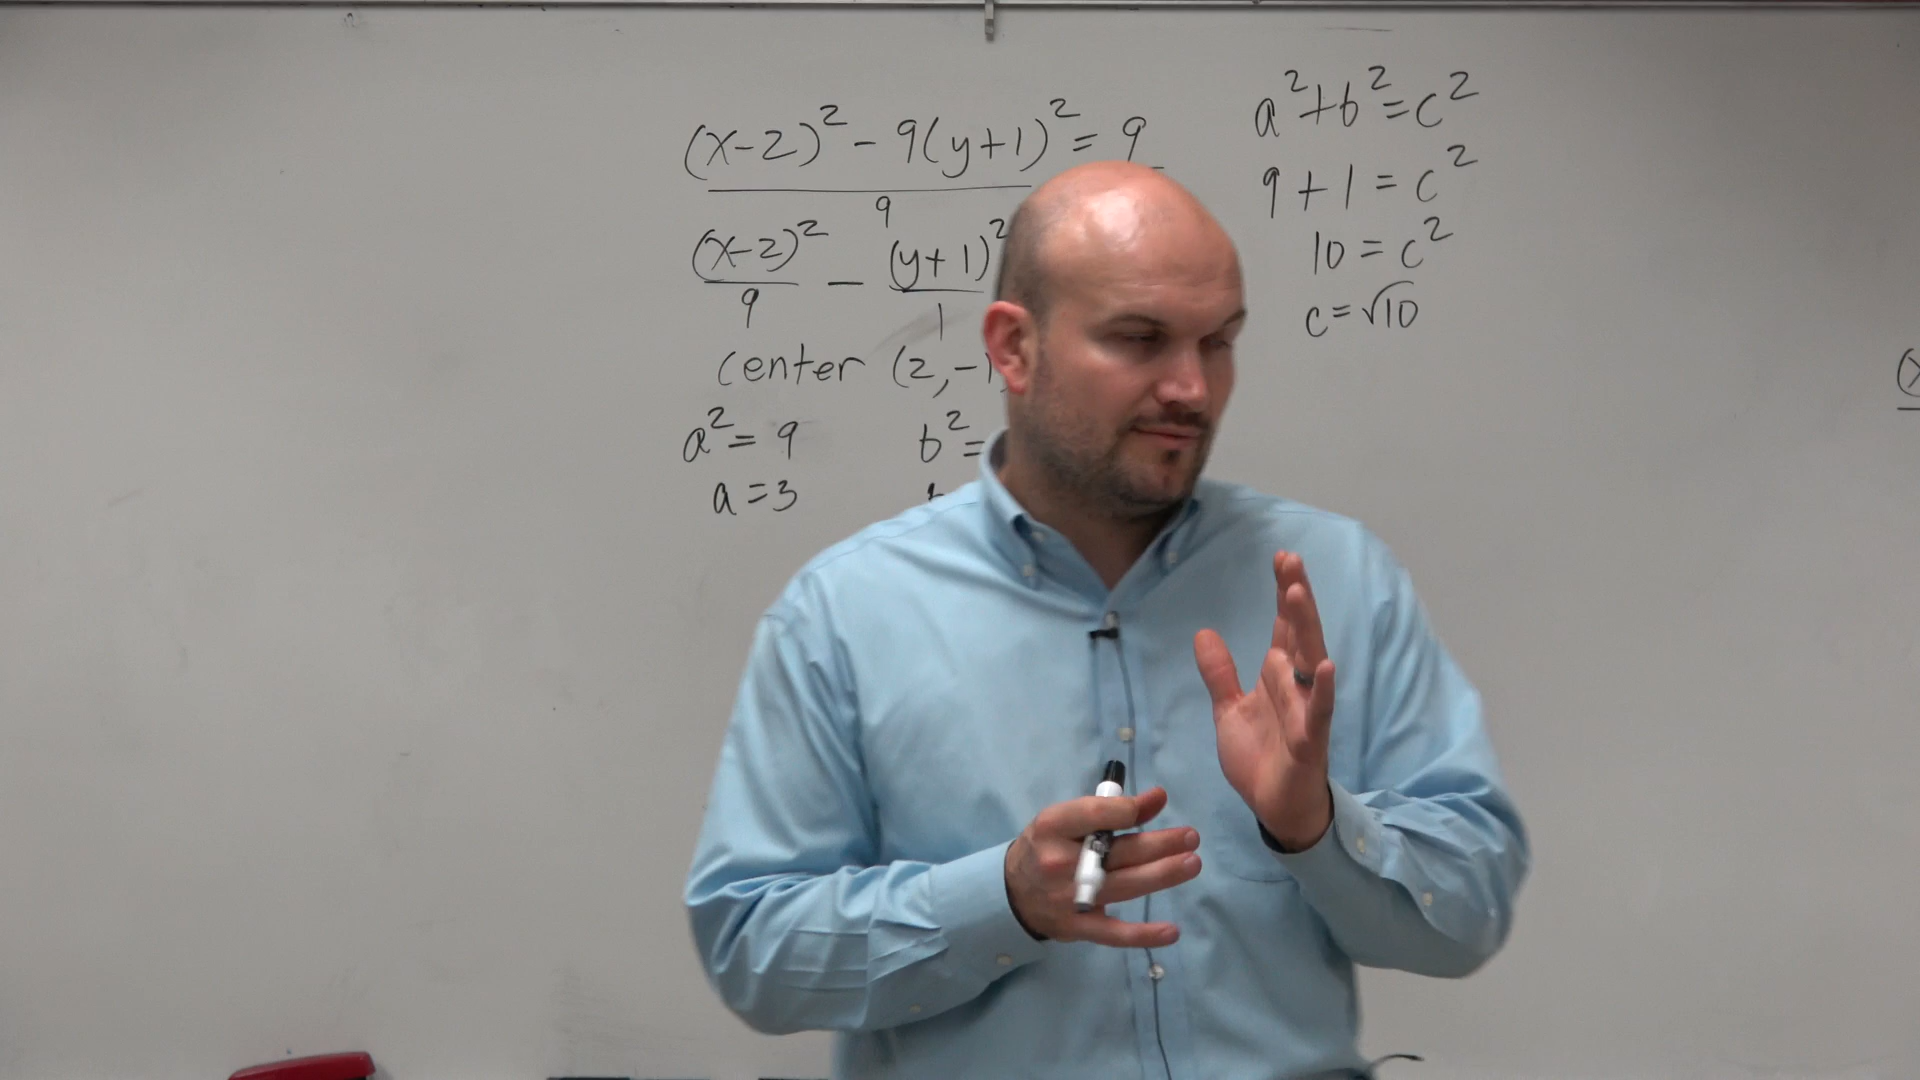 (x-2)² - 9(y+1)² = 9
9
(x-2)² - (y+1)²
9 1
center (2,-1
a² = 9 b² =
a = 3
a² + b² = c²
9 + 1 = c²
10 = c²
c = √10
(x